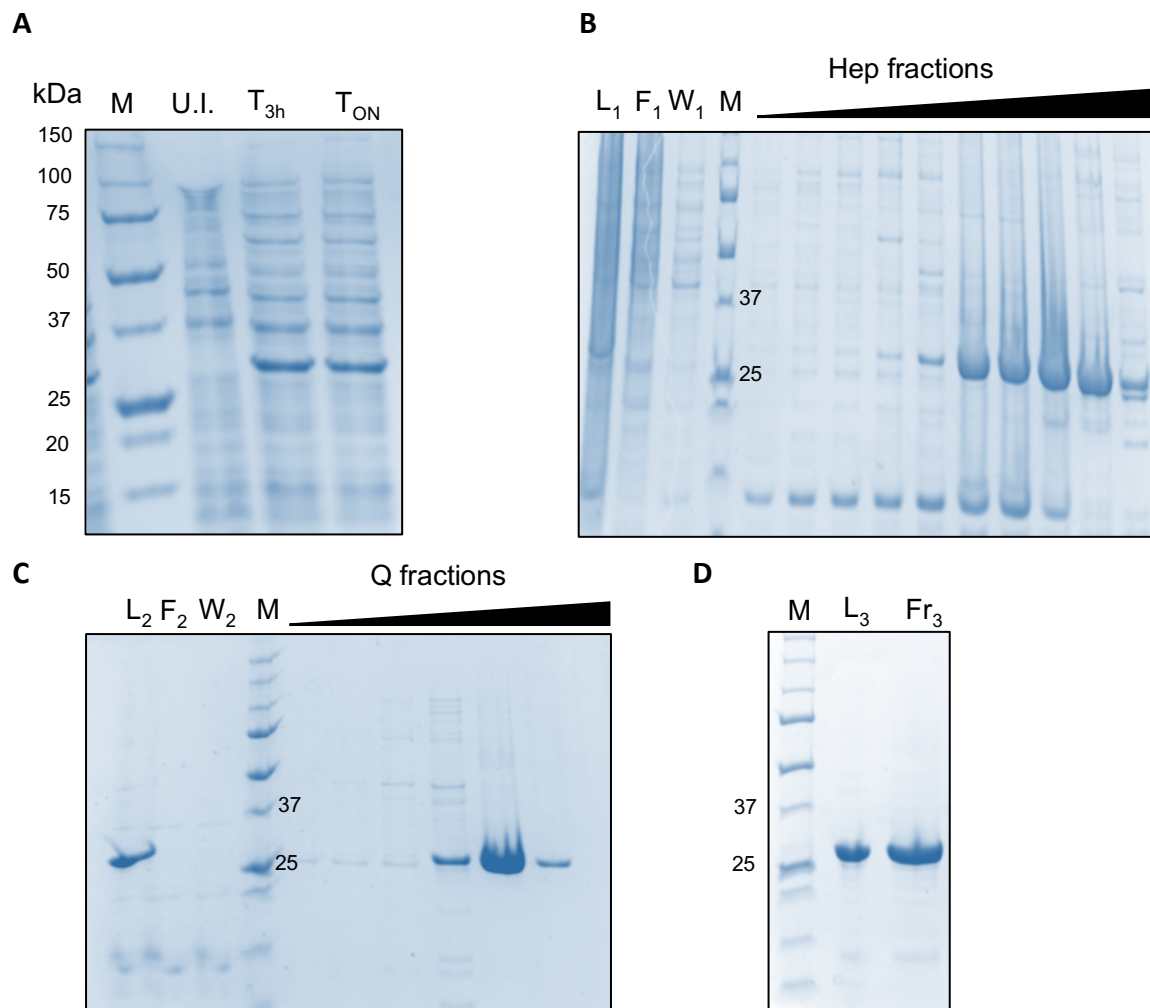 A
kDa M U.I. T3h TON
150
100
75
50
37
25
20
15
B
Hep fractions
L1 F1 W1 M
37
25
C
Q fractions
L2 F2 W2 M
37
25
D
M L3 Fr3
37
25